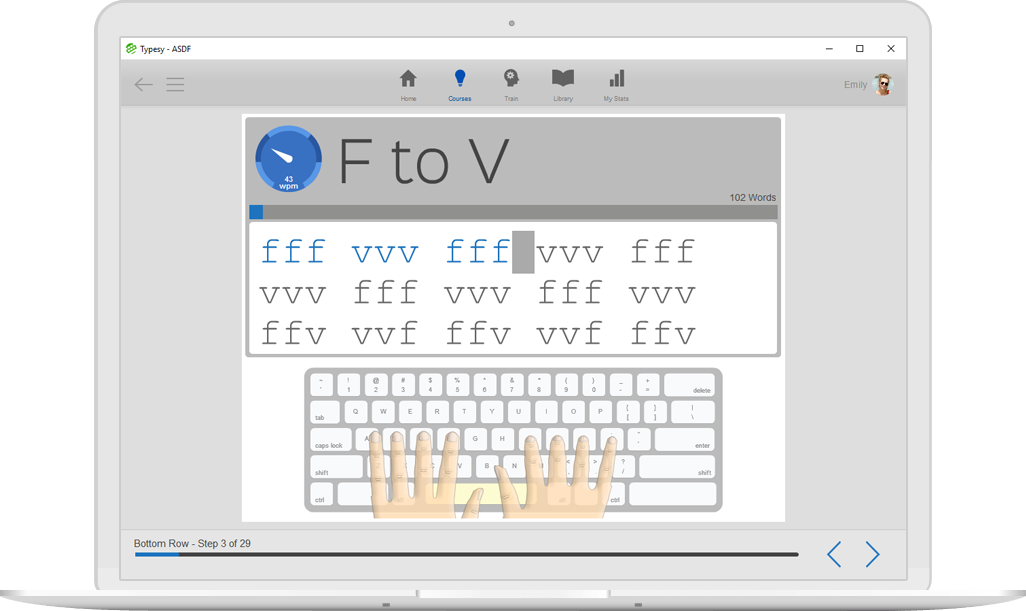 Typesy - ASDF
Home Courses Train Library My Stats
Emily
43
wpm
F to V
102 Words
fff vvv fff vvv fff
vvv fff vvv fff vvv
ffv vvf ffv vvf ffv
~ ! @ # $ % & ( ) _ +
1 2 3 4 5 6 7 8 9 0 - = delete
tab Q W E R T Y U I O P { [ } ] | \
caps lock A G H enter
shift C V B N < ? / shift
ctrl alt alt ctrl
Bottom Row - Step 3 of 29